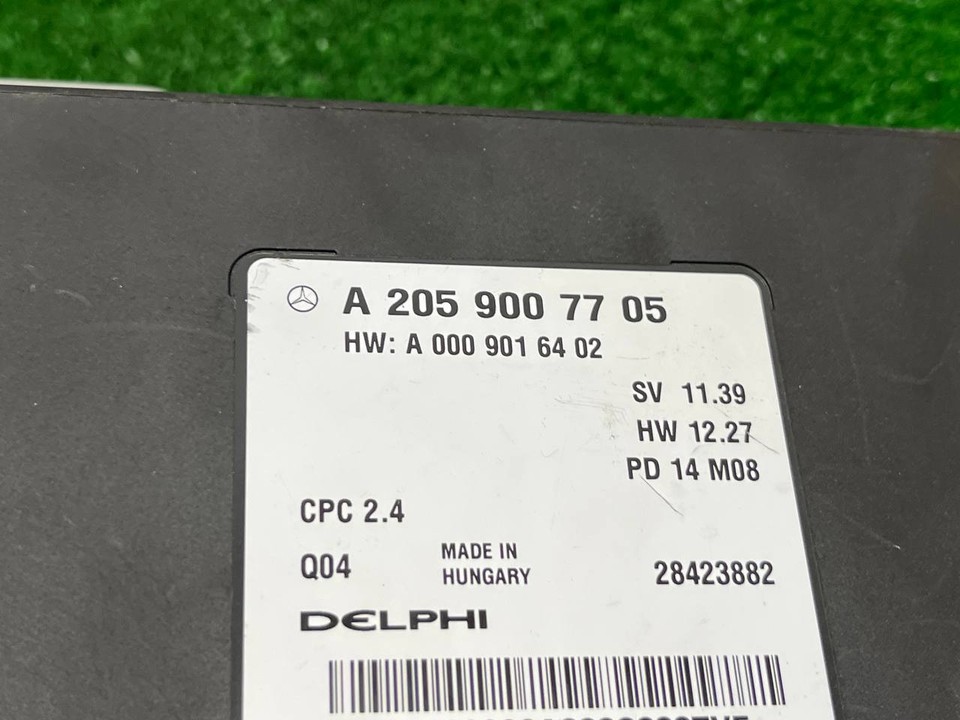 A 205 900 77 05
HW: A 000 901 64 02
SV 11.39
HW 12.27
PD 14 M08
CPC 2.4
Q04
MADE IN
HUNGARY
28423882
DELPHI